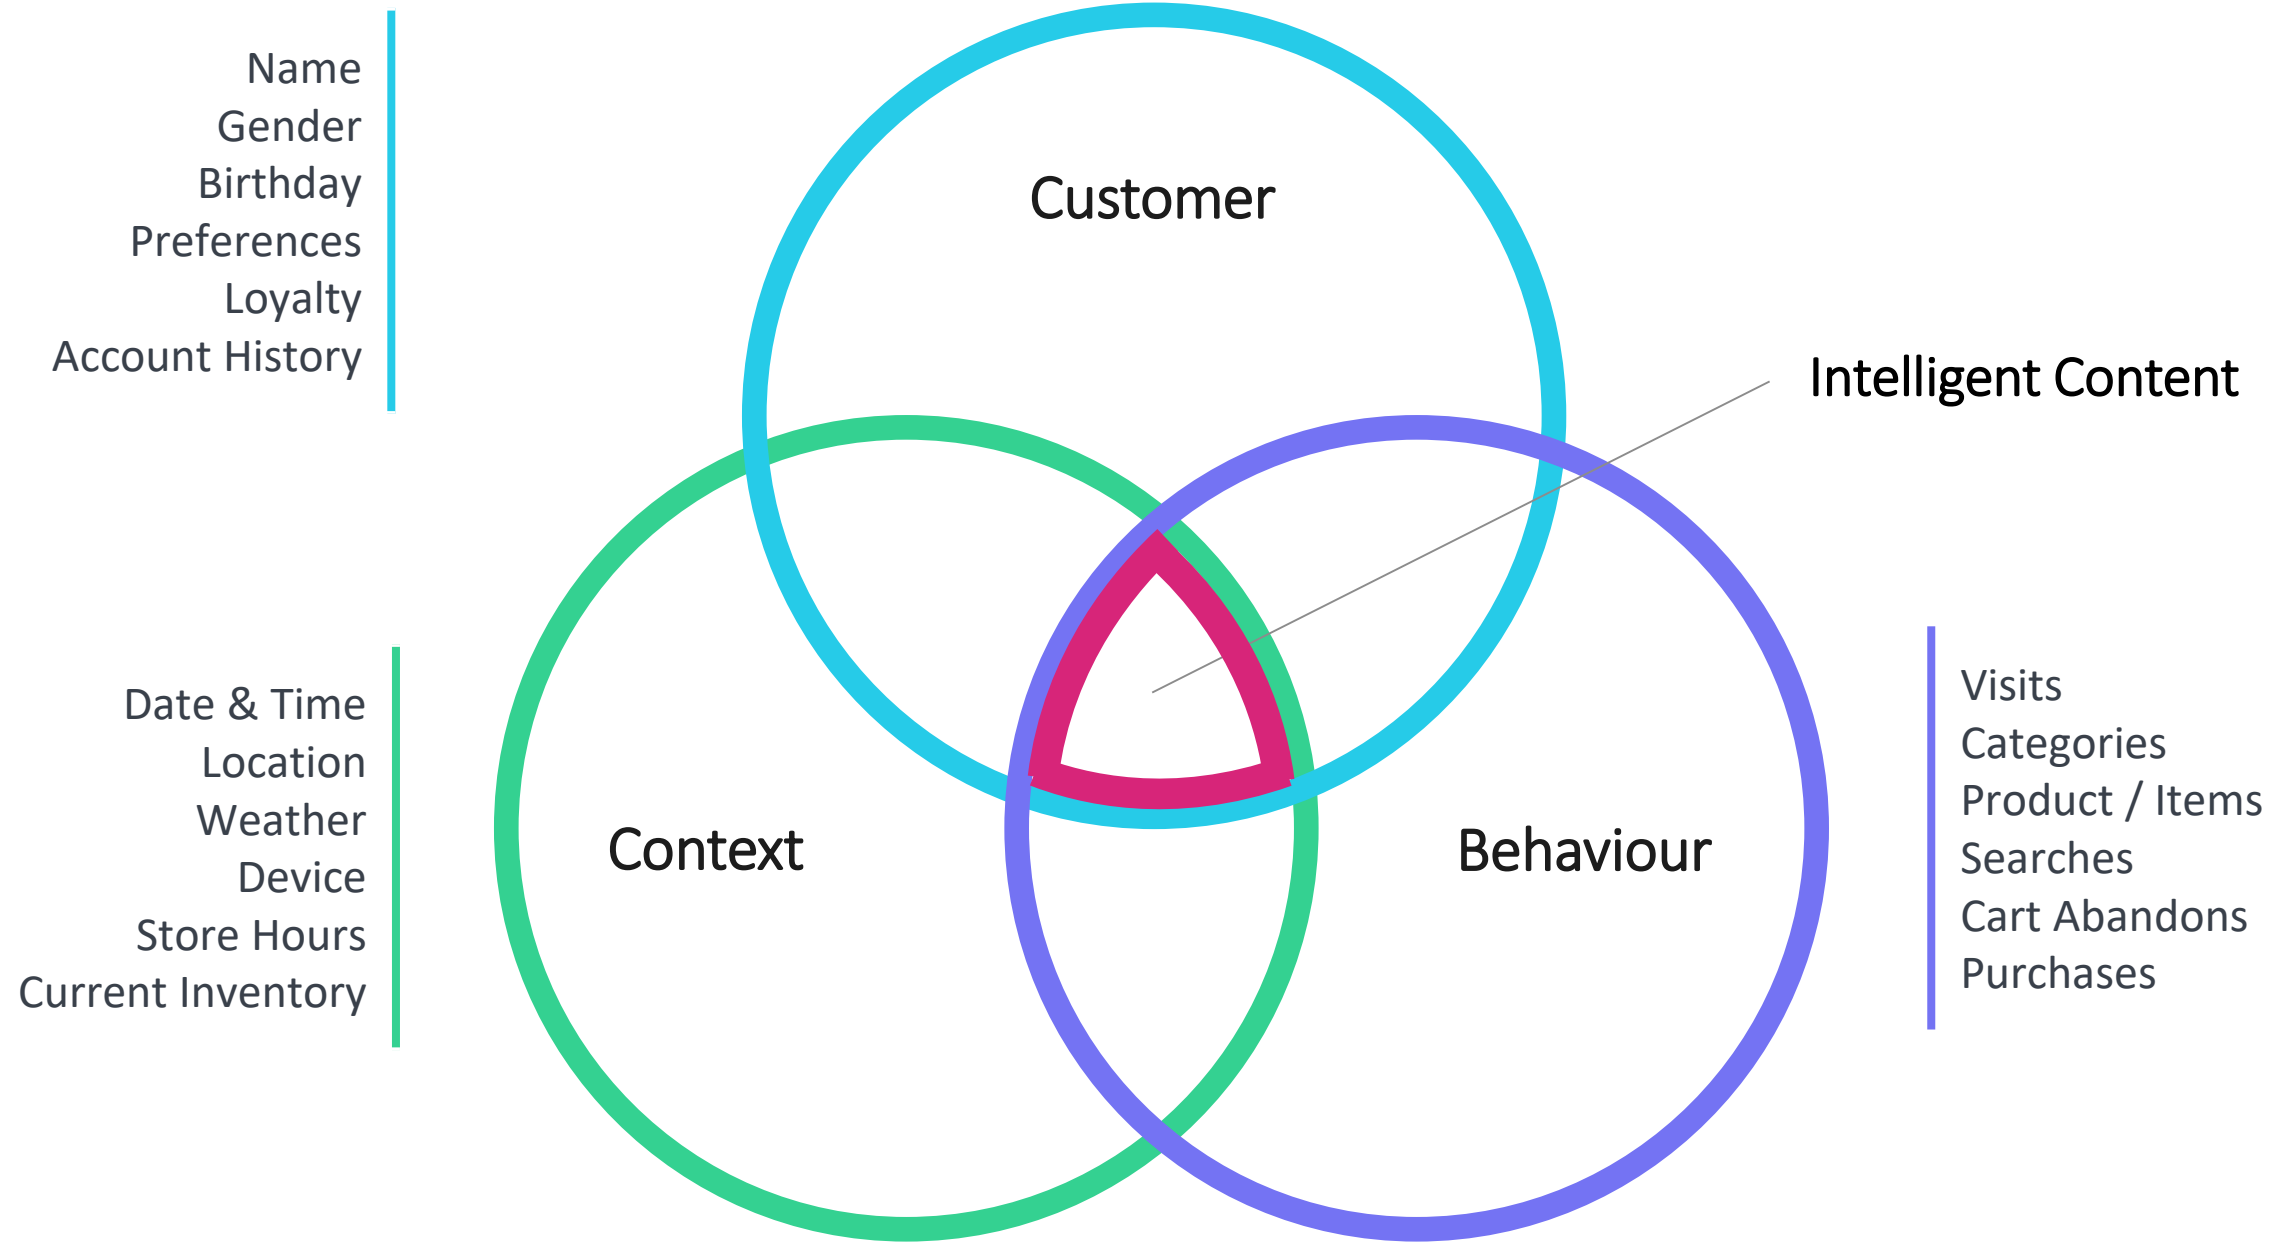 Name
Gender
Birthday
Preferences
Loyalty
Account History
Customer
Intelligent Content
Date & Time
Location
Weather
Device
Store Hours
Current Inventory
Context
Behaviour
Visits
Categories
Product / Items
Searches
Cart Abandons
Purchases